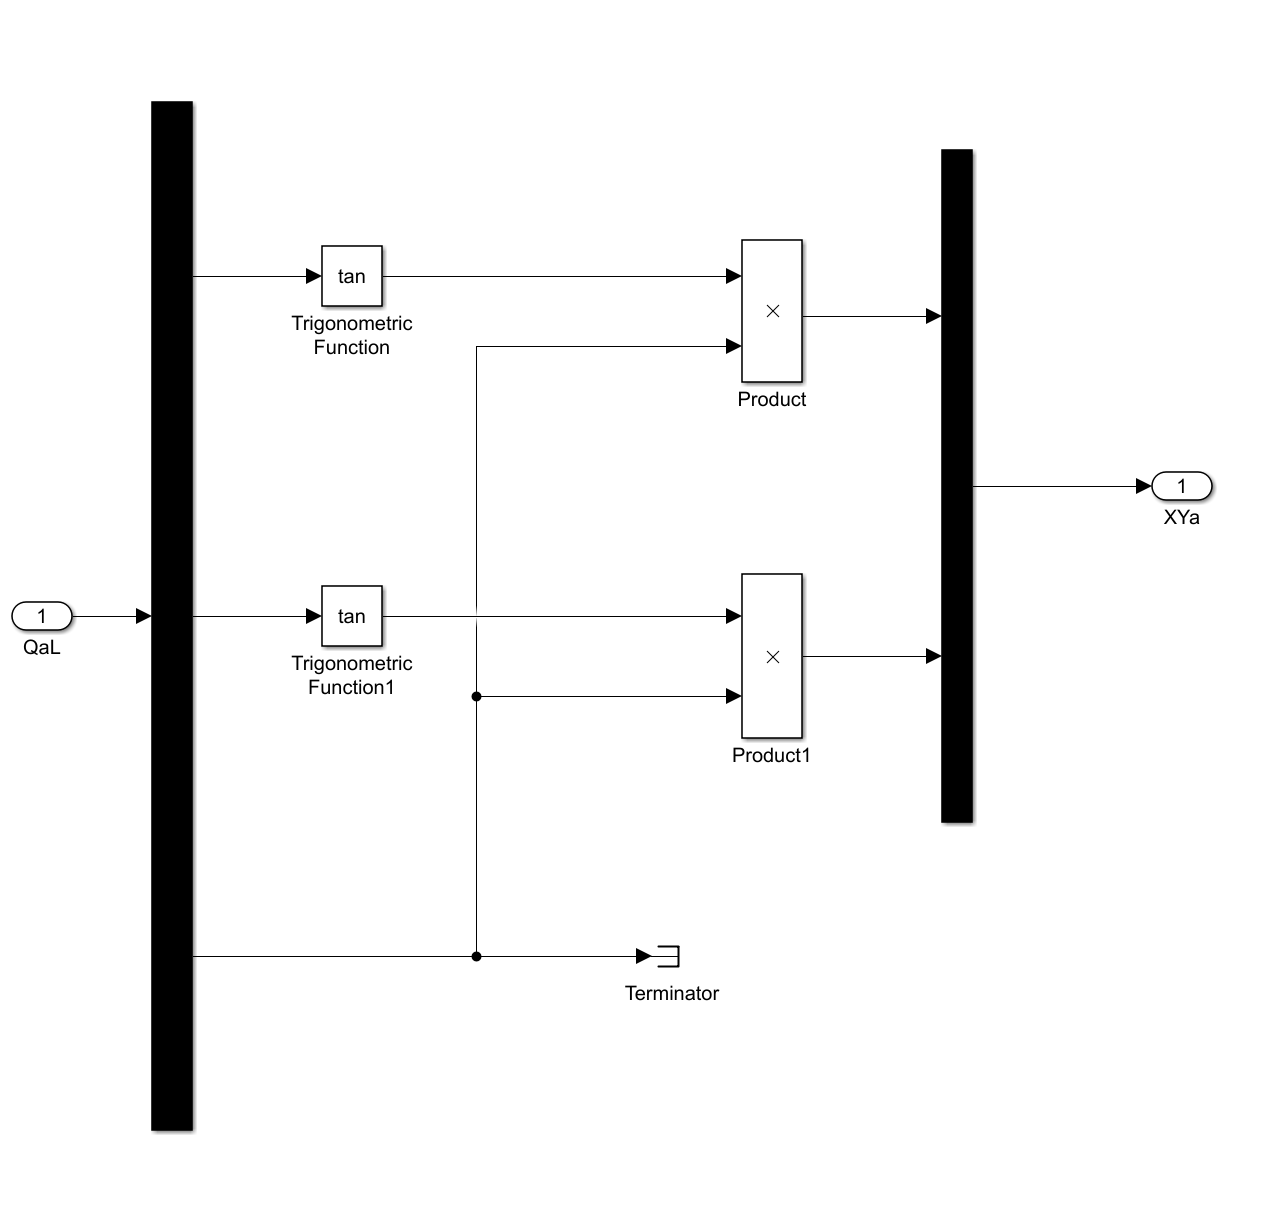 tan
Trigonometric
Function
×
Product
1
XYa
1
QaL
tan
Trigonometric
Function1
×
Product1
Terminator